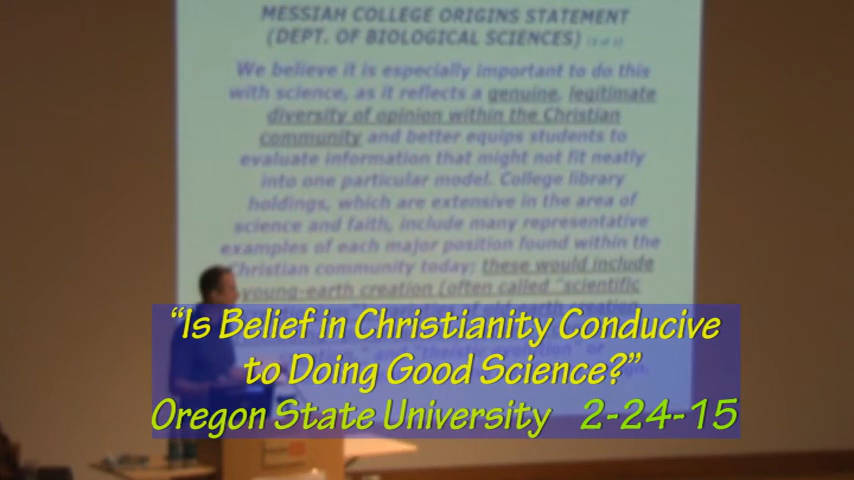 MESSIAH COLLEGE ORIGINS STATEMENT
(DEPT. OF BIOLOGICAL SCIENCES)
We believe it is especially important to do this
with science, as it reflects a genuine, legitimate
diversity of opinion within the Christian
community and better equips students to
evaluate information that might not fit neatly
into one particular model. College library
holdings, which are extensive in the area of
science and faith, include many representative
examples of each major position found within the
Christian community today; these would include
young-earth creation (often called "scientific
“Is Belief in Christianity Conducive
to Doing Good Science?”
Oregon State University 2-24-15